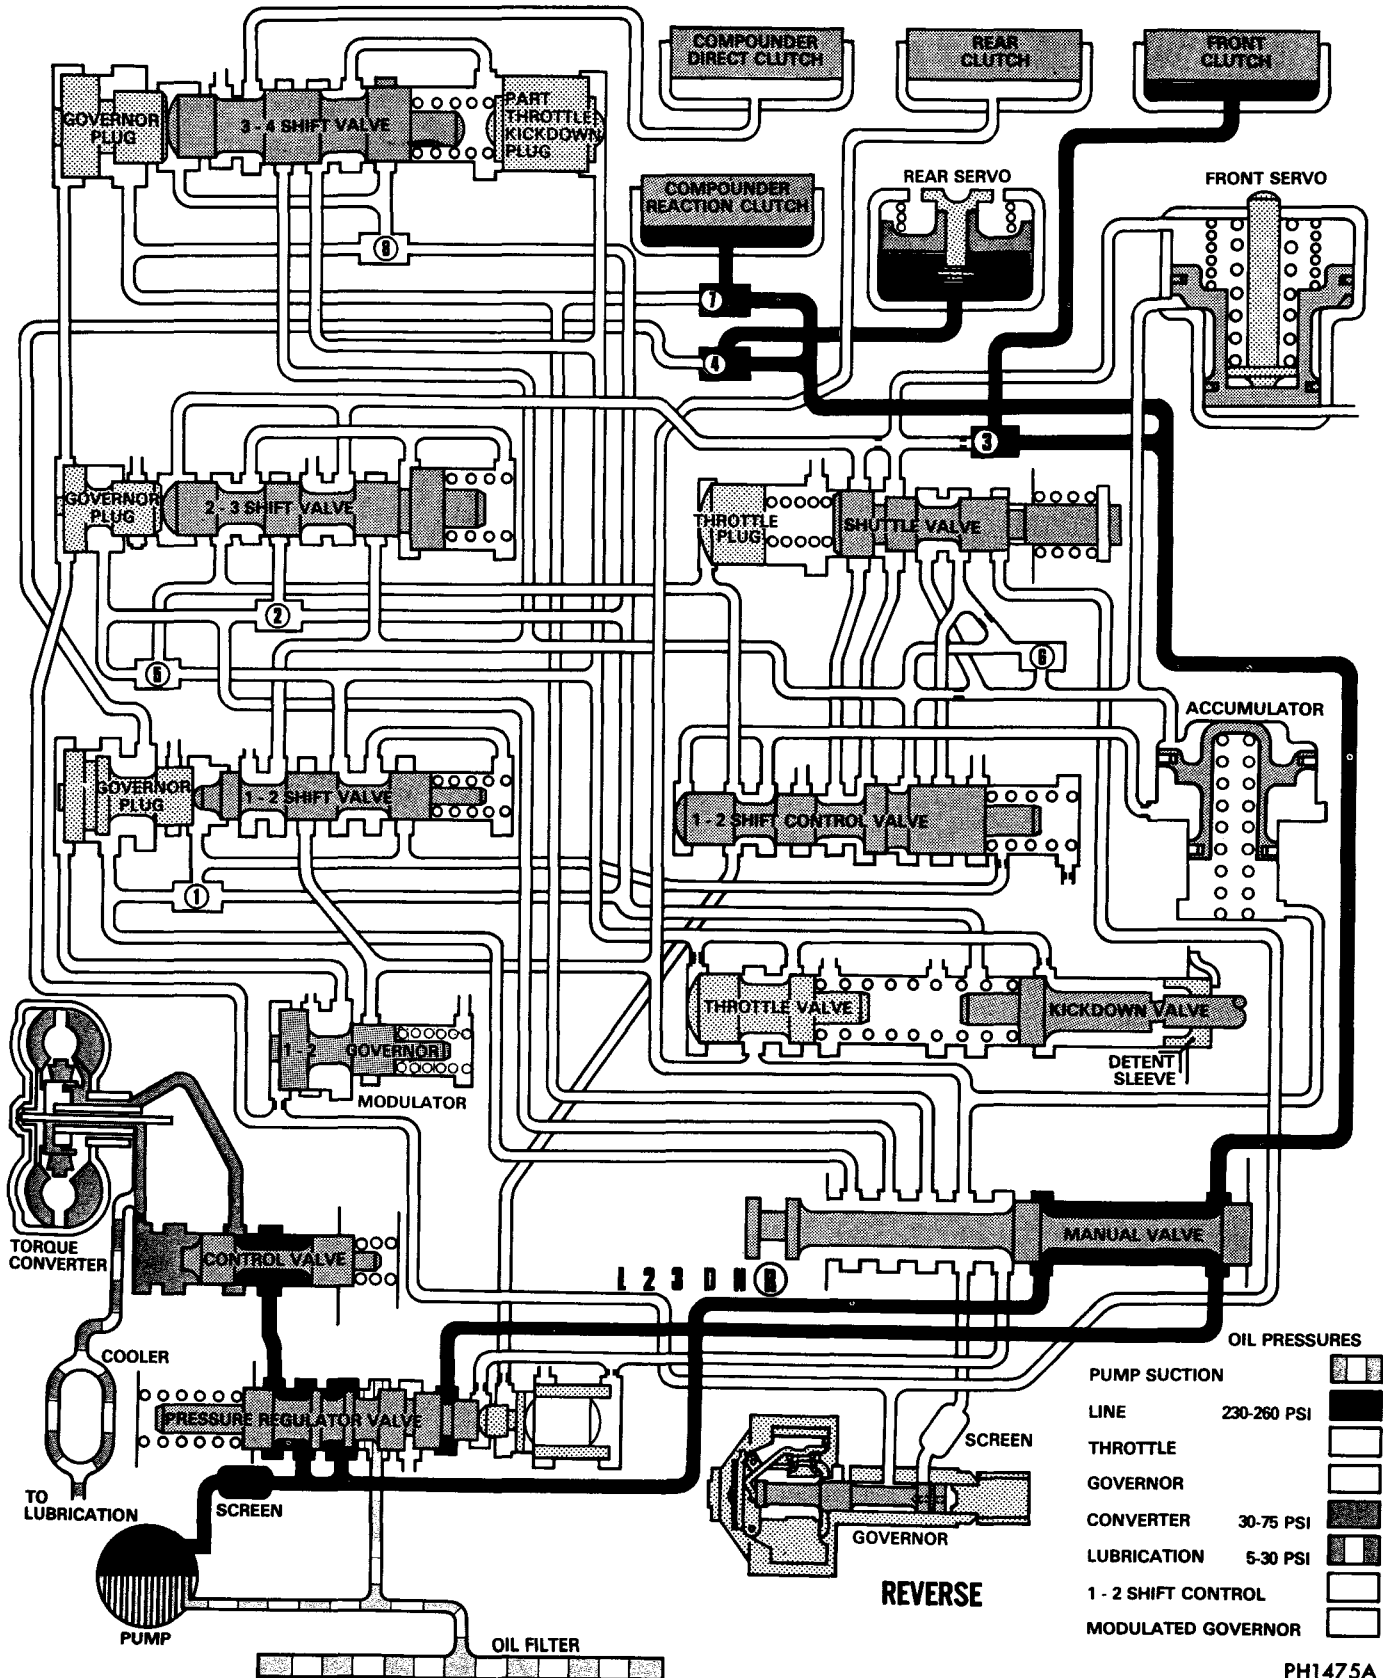 COMPOUNDER
DIRECT CLUTCH
REAR
CLUTCH
FRONT
CLUTCH
GOVERNOR
PLUG
3 - 4 SHIFT VALVE
PART
THROTTLE
KICKDOWN
PLUG
COMPOUNDER
REACTION CLUTCH
REAR SERVO
FRONT SERVO
8
7
4
3
GOVERNOR
PLUG
2 - 3 SHIFT VALVE
THROTTLE
PLUG
SHUTTLE VALVE
2
5
6
ACCUMULATOR
GOVERNOR
PLUG
1 - 2 SHIFT VALVE
1 - 2 SHIFT CONTROL VALVE
1
THROTTLE VALVE
KICKDOWN VALVE
1 - 2 GOVERNOR
MODULATOR
DETENT
SLEEVE
TORQUE
CONVERTER
CONTROL VALVE
MANUAL VALVE
L 2 3 D N R
COOLER
PRESSURE REGULATOR VALVE
TO
LUBRICATION
SCREEN
SCREEN
GOVERNOR
PUMP
OIL FILTER
REVERSE
OIL PRESSURES
PUMP SUCTION
LINE 230-260 PSI
THROTTLE
GOVERNOR
CONVERTER 30-75 PSI
LUBRICATION 5-30 PSI
1 - 2 SHIFT CONTROL
MODULATED GOVERNOR
PH1475A